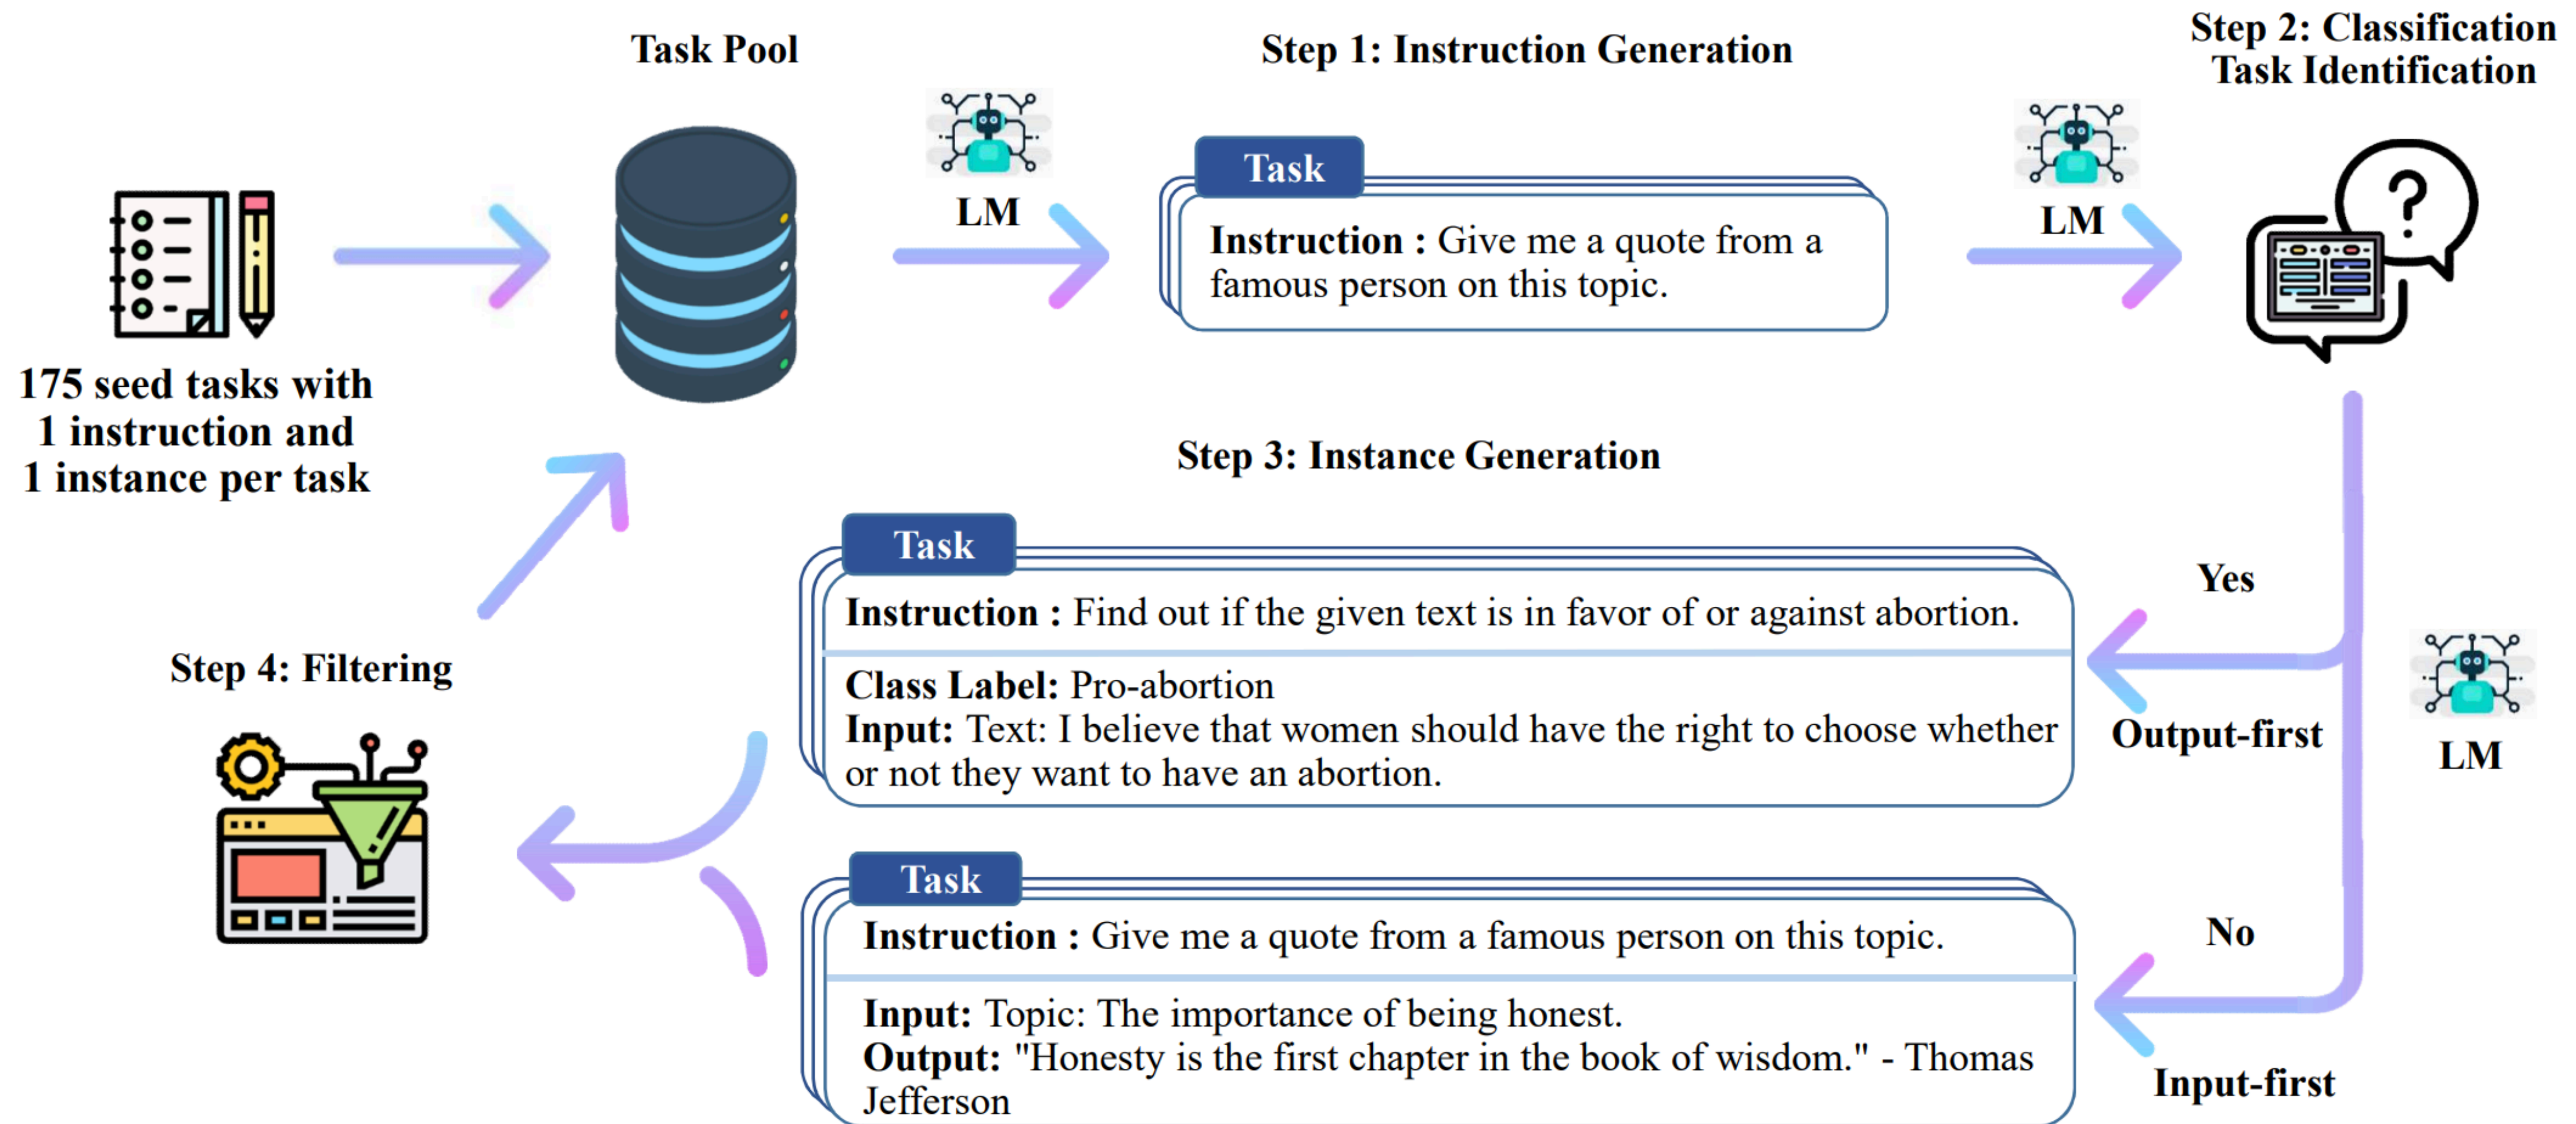 Task Pool
Step 1: Instruction Generation
Step 2: Classification
Task Identification
LM
LM
Task
Instruction : Give me a quote from a
famous person on this topic.
175 seed tasks with
1 instruction and
1 instance per task
Step 3: Instance Generation
Task
Instruction : Find out if the given text is in favor of or against abortion.
Class Label: Pro-abortion
Input: Text: I believe that women should have the right to choose whether
or not they want to have an abortion.
Yes
Output-first
LM
Step 4: Filtering
Task
Instruction : Give me a quote from a famous person on this topic.
Input: Topic: The importance of being honest.
Output: "Honesty is the first chapter in the book of wisdom." - Thomas
Jefferson
No
Input-first